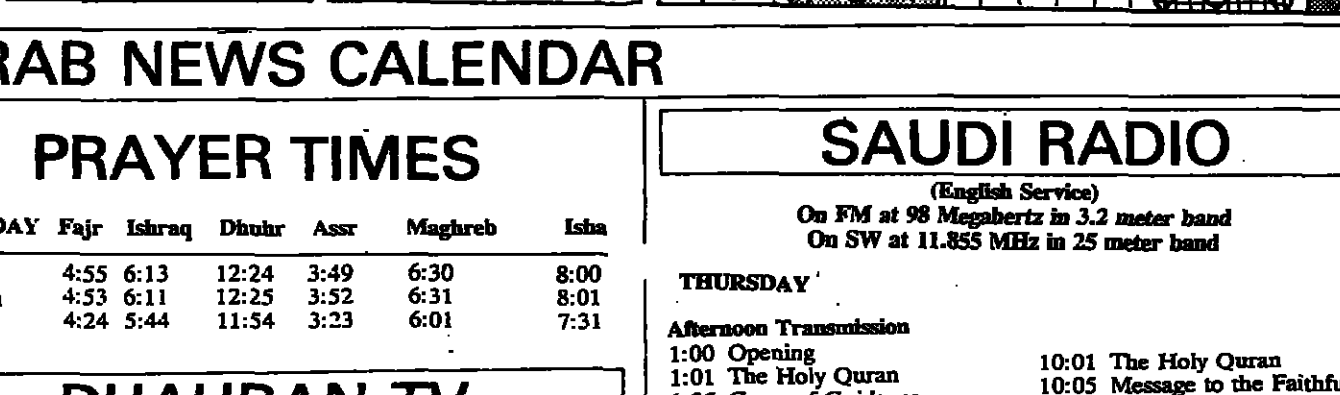 RAB NEWS CALENDAR
PRAYER TIMES
DAY Fajr Ishraq Dhuhr Assr Maghreb Isha
4:55 6:13 12:24 3:49 6:30 8:00
4:53 6:11 12:25 3:52 6:31 8:01
4:24 5:44 11:54 3:23 6:01 7:31
DHAHRAN TV
SAUDI RADIO
(English Service)
On FM at 98 Megahertz in 3.2 meter band
On SW at 11.855 MHz in 25 meter band
THURSDAY
Afternoon Transmission
1:00 Opening
1:01 The Holy Quran
10:01 The Holy Quran
10:05 Message to the Faithfu